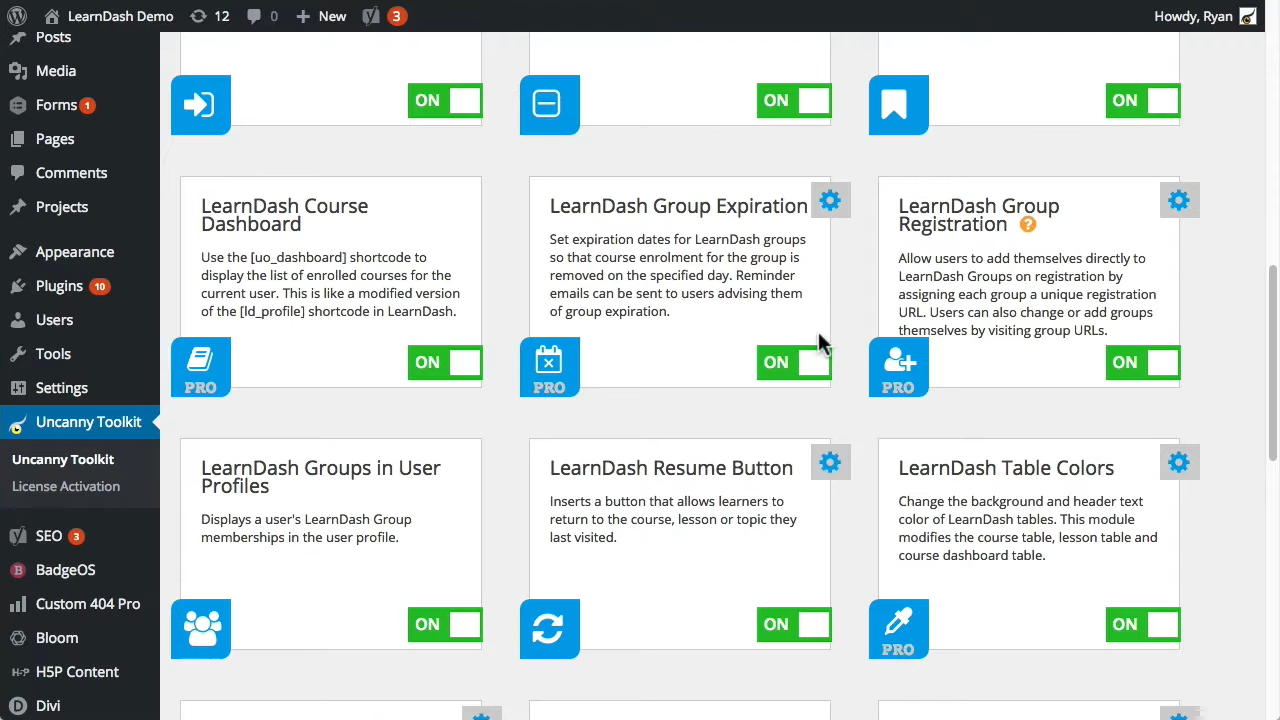 LearnDash Demo
12
0
New
3
Howdy, Ryan
Posts
Media
Forms 1
Pages
Comments
Projects
Appearance
Plugins 10
Users
Tools
Settings
Uncanny Toolkit
Uncanny Toolkit
License Activation
SEO 3
BadgeOS
Custom 404 Pro
Bloom
H-P H5P Content
Divi
ON
ON
ON
LearnDash Course
Dashboard
Use the [uo_dashboard] shortcode to
display the list of enrolled courses for the
current user. This is like a modified version
of the [ld_profile] shortcode in LearnDash.
PRO
ON
LearnDash Group Expiration
Set expiration dates for LearnDash groups
so that course enrolment for the group is
removed on the specified day. Reminder
emails can be sent to users advising them
of group expiration.
PRO
ON
LearnDash Group
Registration ?
Allow users to add themselves directly to
LearnDash Groups on registration by
assigning each group a unique registration
URL. Users can also change or add groups
themselves by visiting group URLs.
PRO
ON
LearnDash Groups in User
Profiles
Displays a user's LearnDash Group
memberships in the user profile.
ON
LearnDash Resume Button
Inserts a button that allows learners to
return to the course, lesson or topic they
last visited.
ON
LearnDash Table Colors
Change the background and header text
color of LearnDash tables. This module
modifies the course table, lesson table and
course dashboard table.
PRO
ON